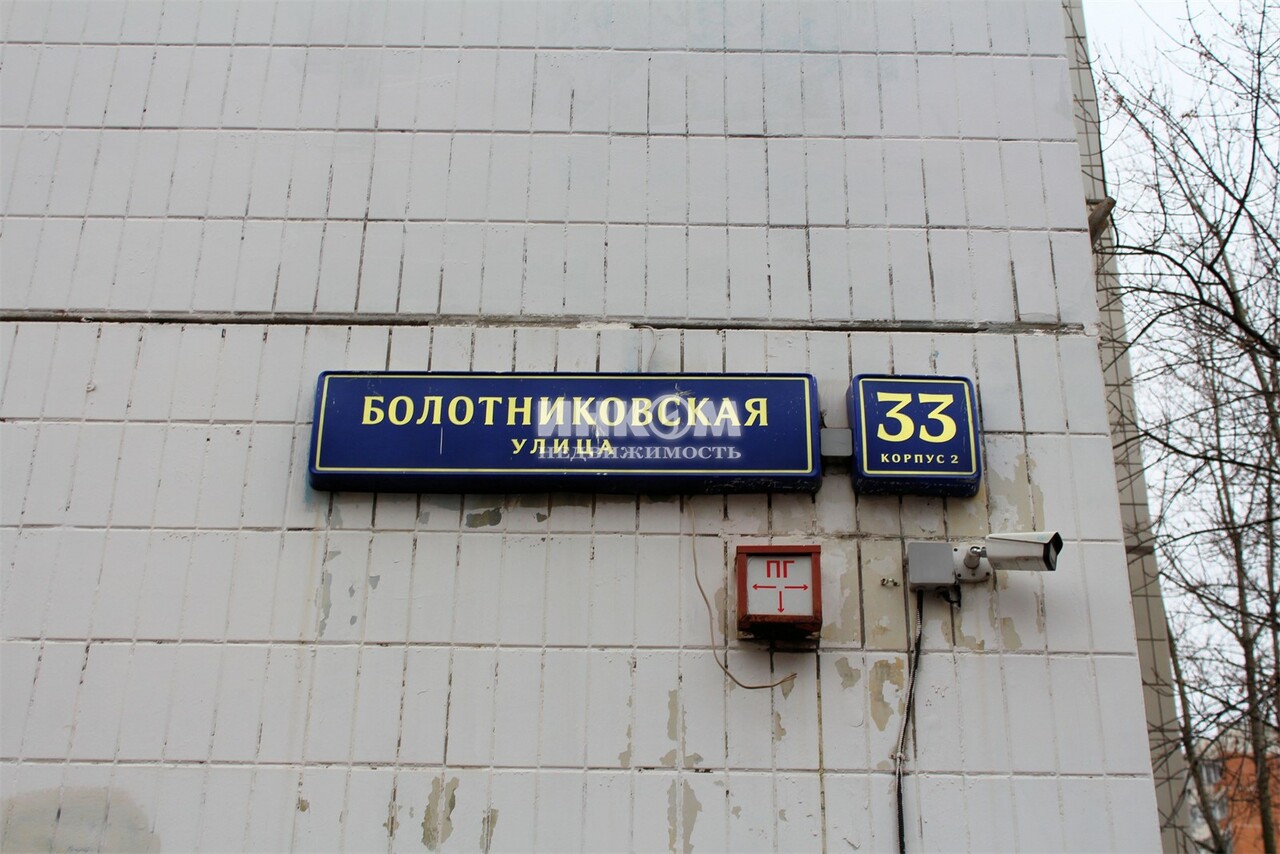 БОЛОТНИКОВСКАЯ
УЛИЦА
33
КОРПУС 2
ИНКОМ
НЕДВИЖИМОСТЬ
ПГ